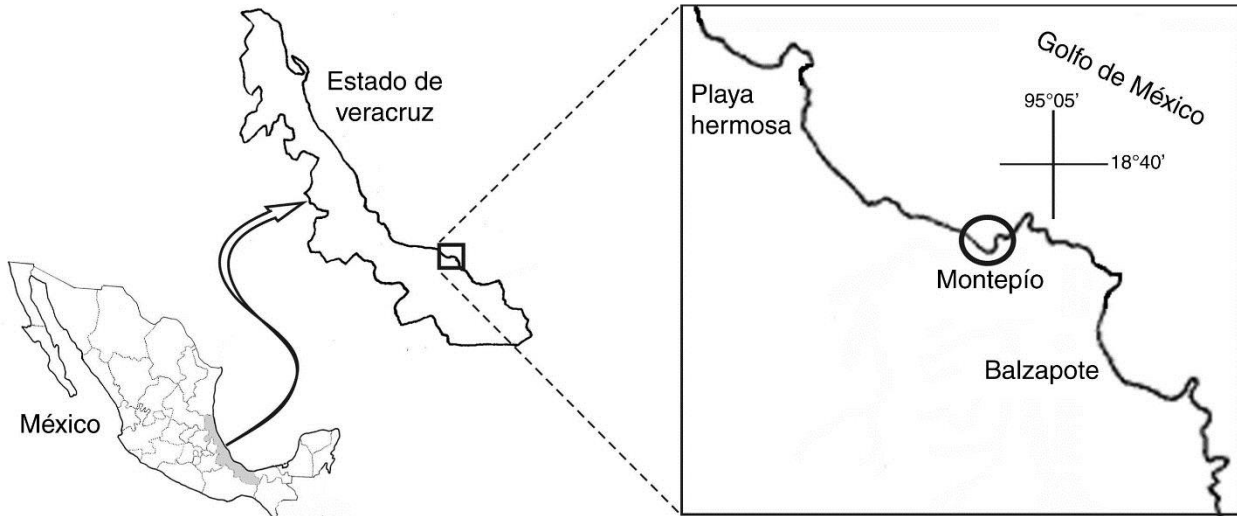 Estado de
veracruz
México
Golfo de México
Playa
hermosa
95°05'
18°40'
Montepío
Balzapote